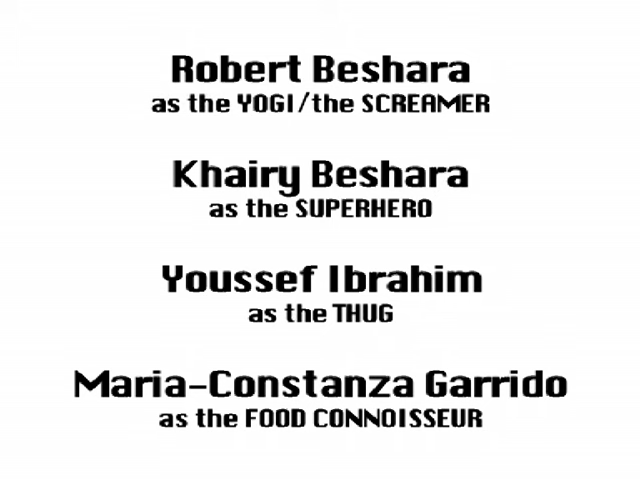 Robert Beshara
as the YOGI/the SCREAMER
Khairy Beshara
as the SUPERHERO
Youssef Ibrahim
as the THUG
Maria-Constanza Garrido
as the FOOD CONNOISSEUR